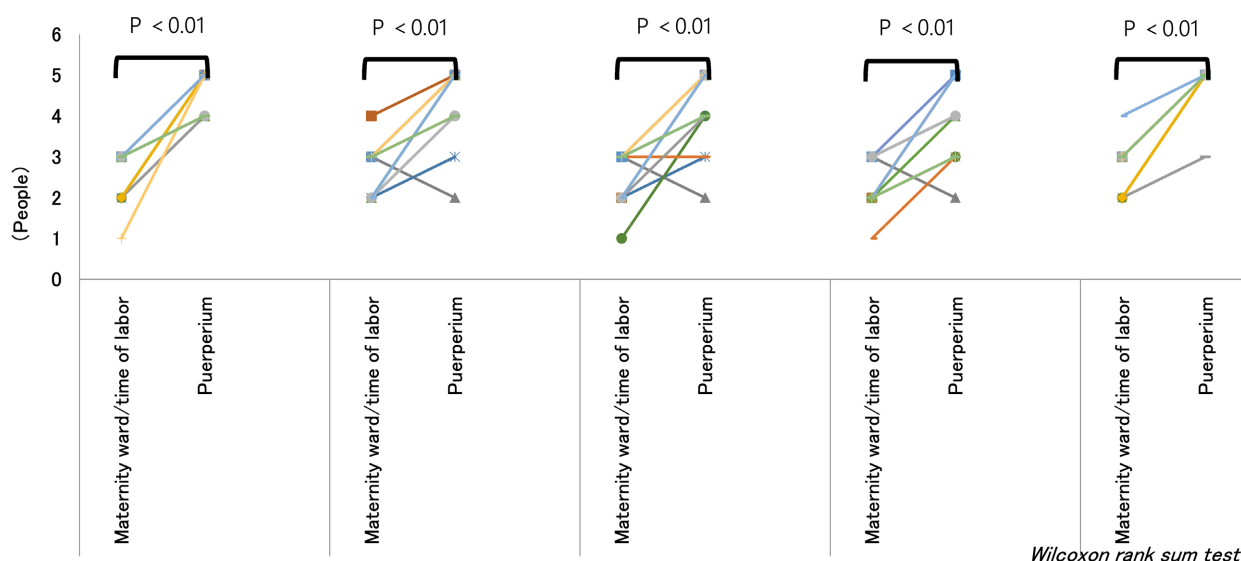 P < 0.01
P < 0.01
P < 0.01
P < 0.01
P < 0.01
(People)
6
5
4
3
2
1
0
Maternity ward/time of labor
Puerperium
Maternity ward/time of labor
Puerperium
Maternity ward/time of labor
Puerperium
Maternity ward/time of labor
Puerperium
Maternity ward/time of labor
Puerperium
Wilcoxon rank sum test